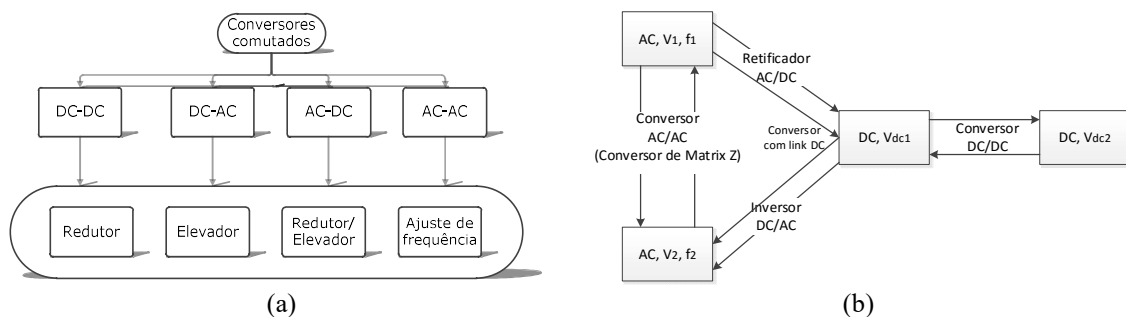 Conversores
comutados
DC-DC
DC-AC
AC-DC
AC-AC
Redutor
Elevador
Redutor/
Elevador
Ajuste de
frequência
(a)
AC, V1, f1
Retificador
AC/DC
Conversor
AC/AC
(Conversor de Matrix Z)
Conversor
com link DC
DC, Vdc1
Conversor
DC/DC
DC, Vdc2
Inversor
DC/AC
AC, V2, f2
(b)